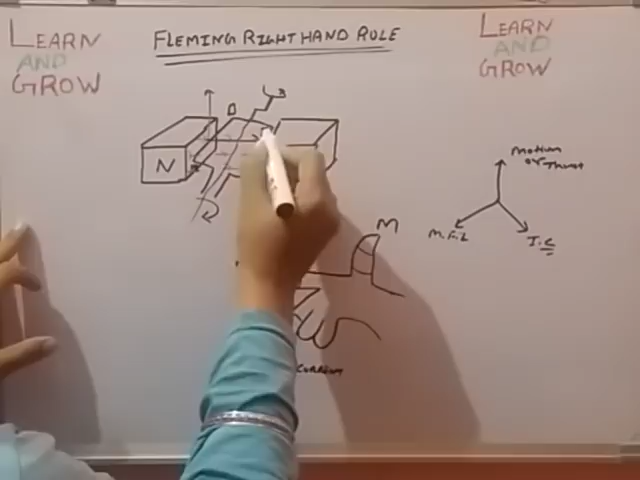 LEARN
AND
GROW
FLEMING RIGHT HAND RULE
LEARN
AND
GROW
N
D
Motion
or Thrust
M.F.L
I.C
M
Current